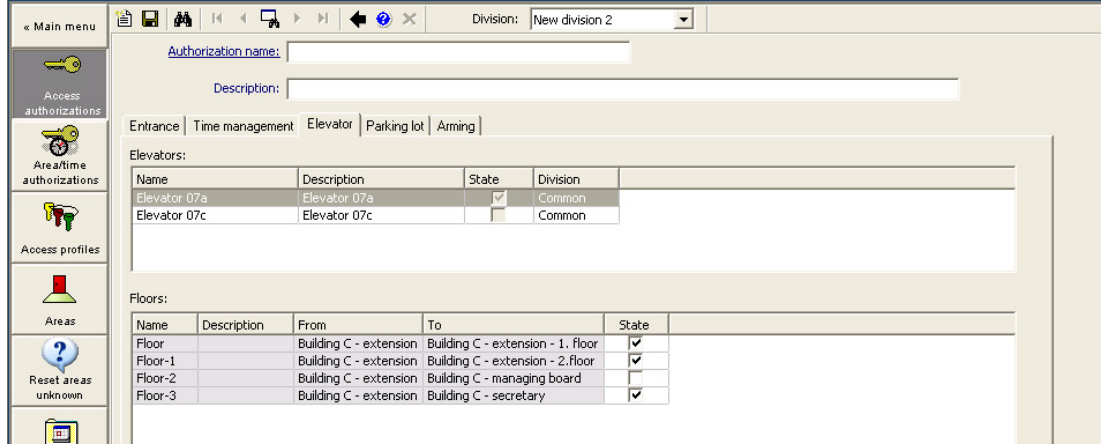 « Main menu
Division: New division 2
Authorization name:
Access authorizations
Description:
Entrance Time management Elevator Parking lot Arming
Area/time authorizations
Elevators:
Name Description State Division
Elevator 07a Elevator 07a Common
Elevator 07c Elevator 07c Common
Access profiles
Floors:
Areas
Name Description From To State
Floor Building C - extension Building C - extension - 1. floor
Floor-1 Building C - extension Building C - extension - 2.floor
Floor-2 Building C - extension Building C - managing board
Floor-3 Building C - extension Building C - secretary
Reset areas unknown